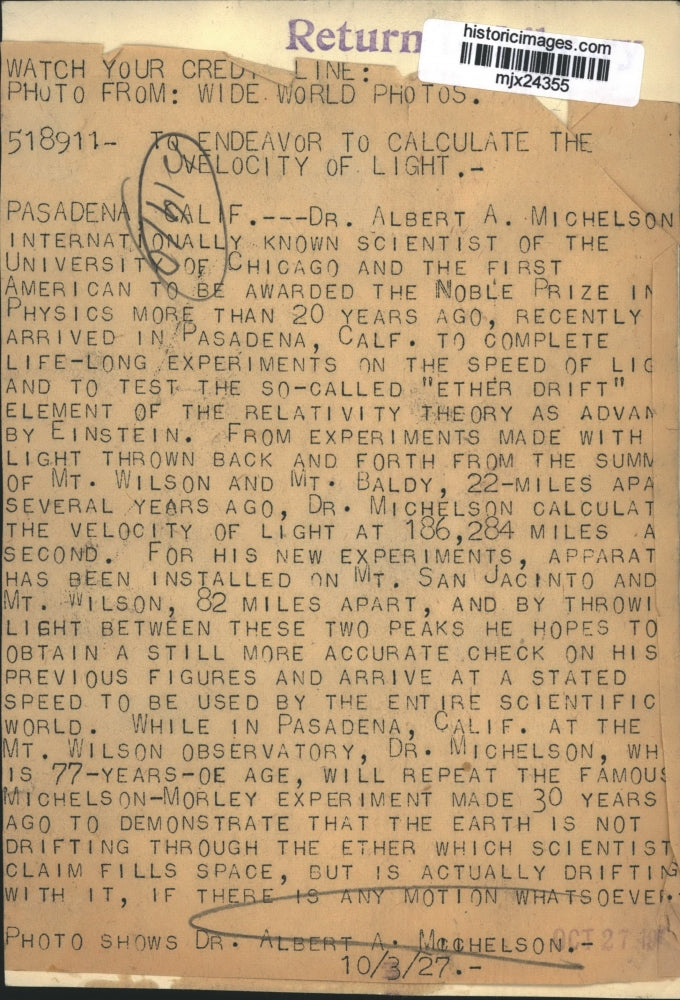 Return
historicimages.com
mjx24355
WATCH YOUR CREDIT LINE:
PHOTO FROM: WIDE WORLD PHOTOS.
518911- TO ENDEAVOR TO CALCULATE THE
VELOCITY OF LIGHT.-
PASADENA, CALIF.---DR. ALBERT A. MICHELSON
INTERNATIONALLY KNOWN SCIENTIST OF THE
UNIVERSITY OF CHICAGO AND THE FIRST
AMERICAN TO BE AWARDED THE NOBLE PRIZE IN
PHYSICS MORE THAN 20 YEARS AGO, RECENTLY
ARRIVED IN PASADENA, CALF. TO COMPLETE
LIFE-LONG EXPERIMENTS ON THE SPEED OF LIG
AND TO TEST THE SO-CALLED "ETHER DRIFT"
ELEMENT OF THE RELATIVITY THEORY AS ADVAN
BY EINSTEIN. FROM EXPERIMENTS MADE WITH
LIGHT THROWN BACK AND FORTH FROM THE SUMM
OF MT. WILSON AND MT. BALDY, 22-MILES APA
SEVERAL YEARS AGO, DR. MICHELSON CALCULAT
THE VELOCITY OF LIGHT AT 186,284 MILES A
SECOND. FOR HIS NEW EXPERIMENTS, APPARAT
HAS BEEN INSTALLED ON MT. SAN JACINTO AND
MT. WILSON, 82 MILES APART, AND BY THROWI
LIGHT BETWEEN THESE TWO PEAKS HE HOPES TO
OBTAIN A STILL MORE ACCURATE CHECK ON HIS
PREVIOUS FIGURES AND ARRIVE AT A STATED
SPEED TO BE USED BY THE ENTIRE SCIENTIFIC
WORLD. WHILE IN PASADENA, CALIF. AT THE
MT. WILSON OBSERVATORY, DR. MICHELSON, WH
IS 77-YEARS-OE AGE, WILL REPEAT THE FAMOUS
MICHELSON-MORLEY EXPERIMENT MADE 30 YEARS
AGO TO DEMONSTRATE THAT THE EARTH IS NOT
DRIFTING THROUGH THE ETHER WHICH SCIENTIST
CLAIM FILLS SPACE, BUT IS ACTUALLY DRIFTING
WITH IT, IF THERE IS ANY MOTION WHATSOEVER.
PHOTO SHOWS DR. ALBERT A. MICHELSON.-
OCT 27 19
10/3/27.-